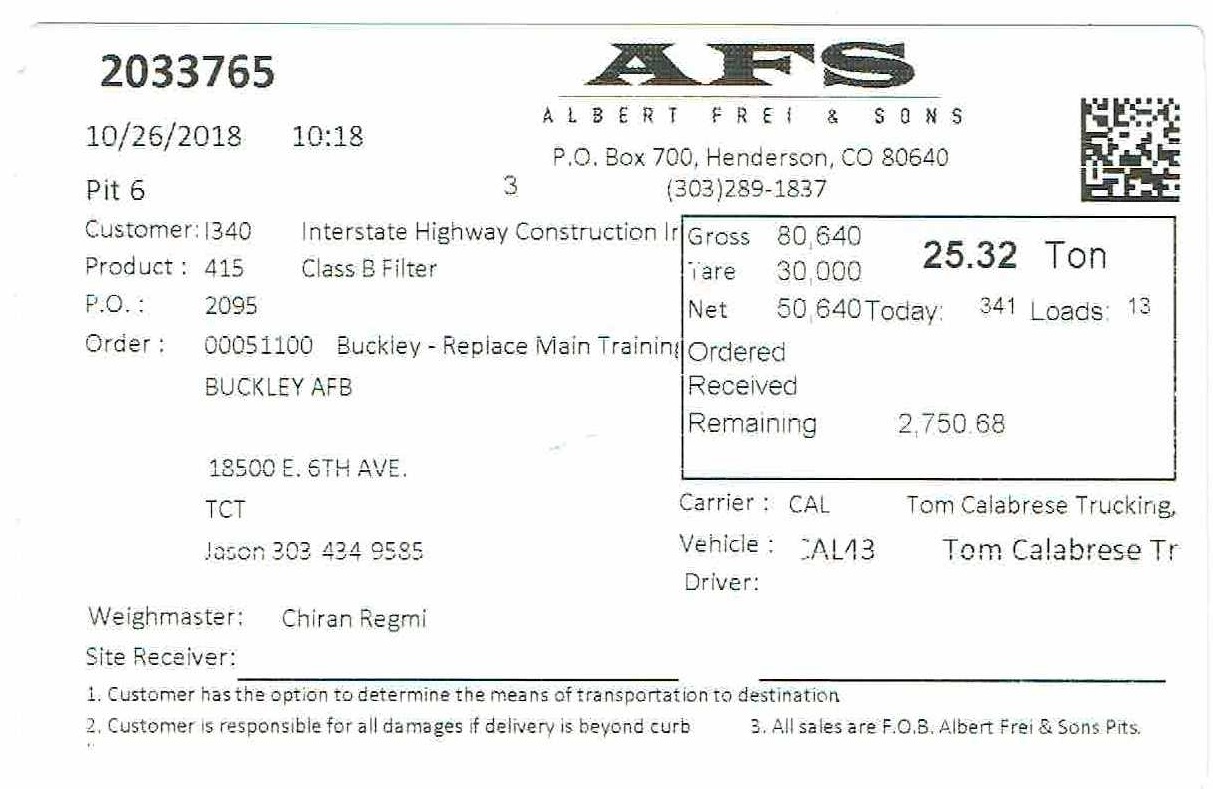 2033765
AFS
ALBERT FREI & SONS
10/26/2018 10:18
P.O. Box 700, Henderson, CO 80640
Pit 6 3 (303)289-1837
Customer: I340 Interstate Highway Construction Ir
Product : 415 Class B Filter
P.O. : 2095
Order : 00051100 Buckley - Replace Main Training
BUCKLEY AFB
18500 E. 6TH AVE.
TCT
Jason 303 434 9585
Gross 80,640 25.32 Ton
Tare 30,000
Net 50,640 Today: 341 Loads: 13
Ordered
Received
Remaining 2,750.68
Carrier : CAL Tom Calabrese Trucking,
Vehicle : CAL43 Tom Calabrese Tr
Driver:
Weighmaster: Chiran Regmi
Site Receiver:
1. Customer has the option to determine the means of transportation to destination
2. Customer is responsible for all damages if delivery is beyond curb 3. All sales are F.O.B. Albert Frei & Sons Pits.